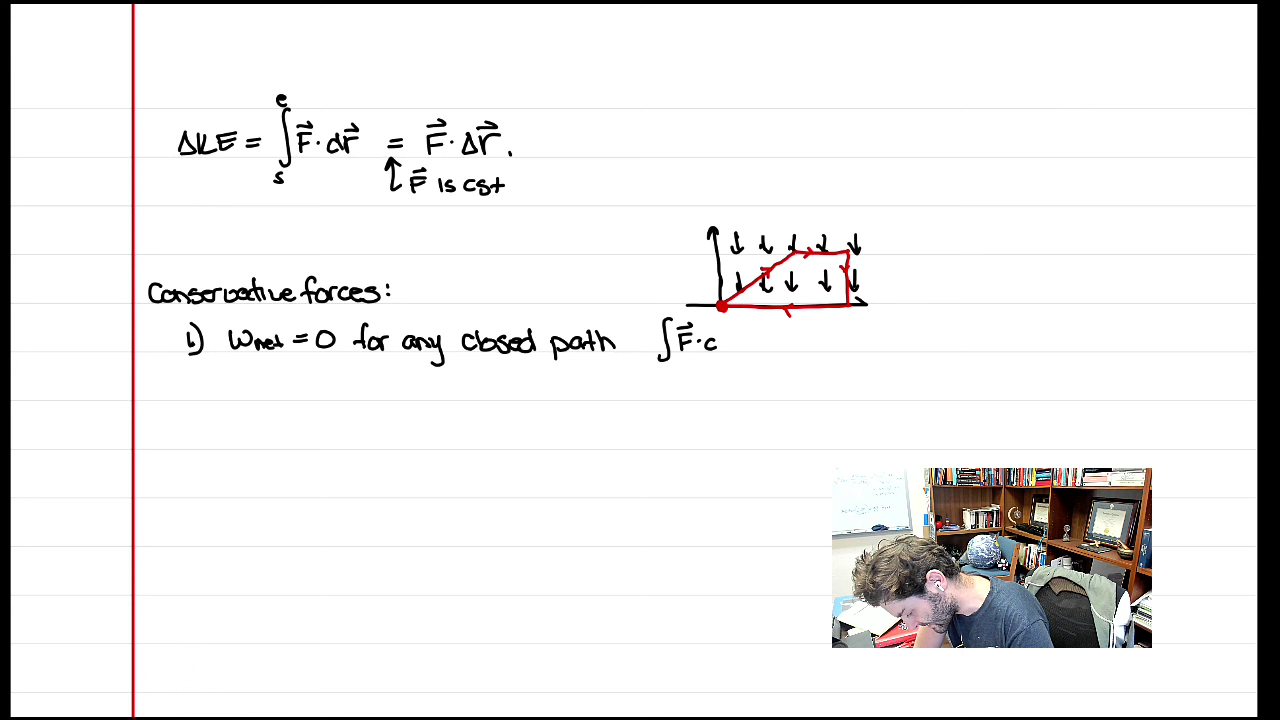 e
ΔKE = ∫ F⃗ · dr⃗ = F⃗ · Δr⃗ .
s
F⃗ is cst
Conservative forces:
1.) Wnet = 0 for any closed path ∫ F⃗ · c